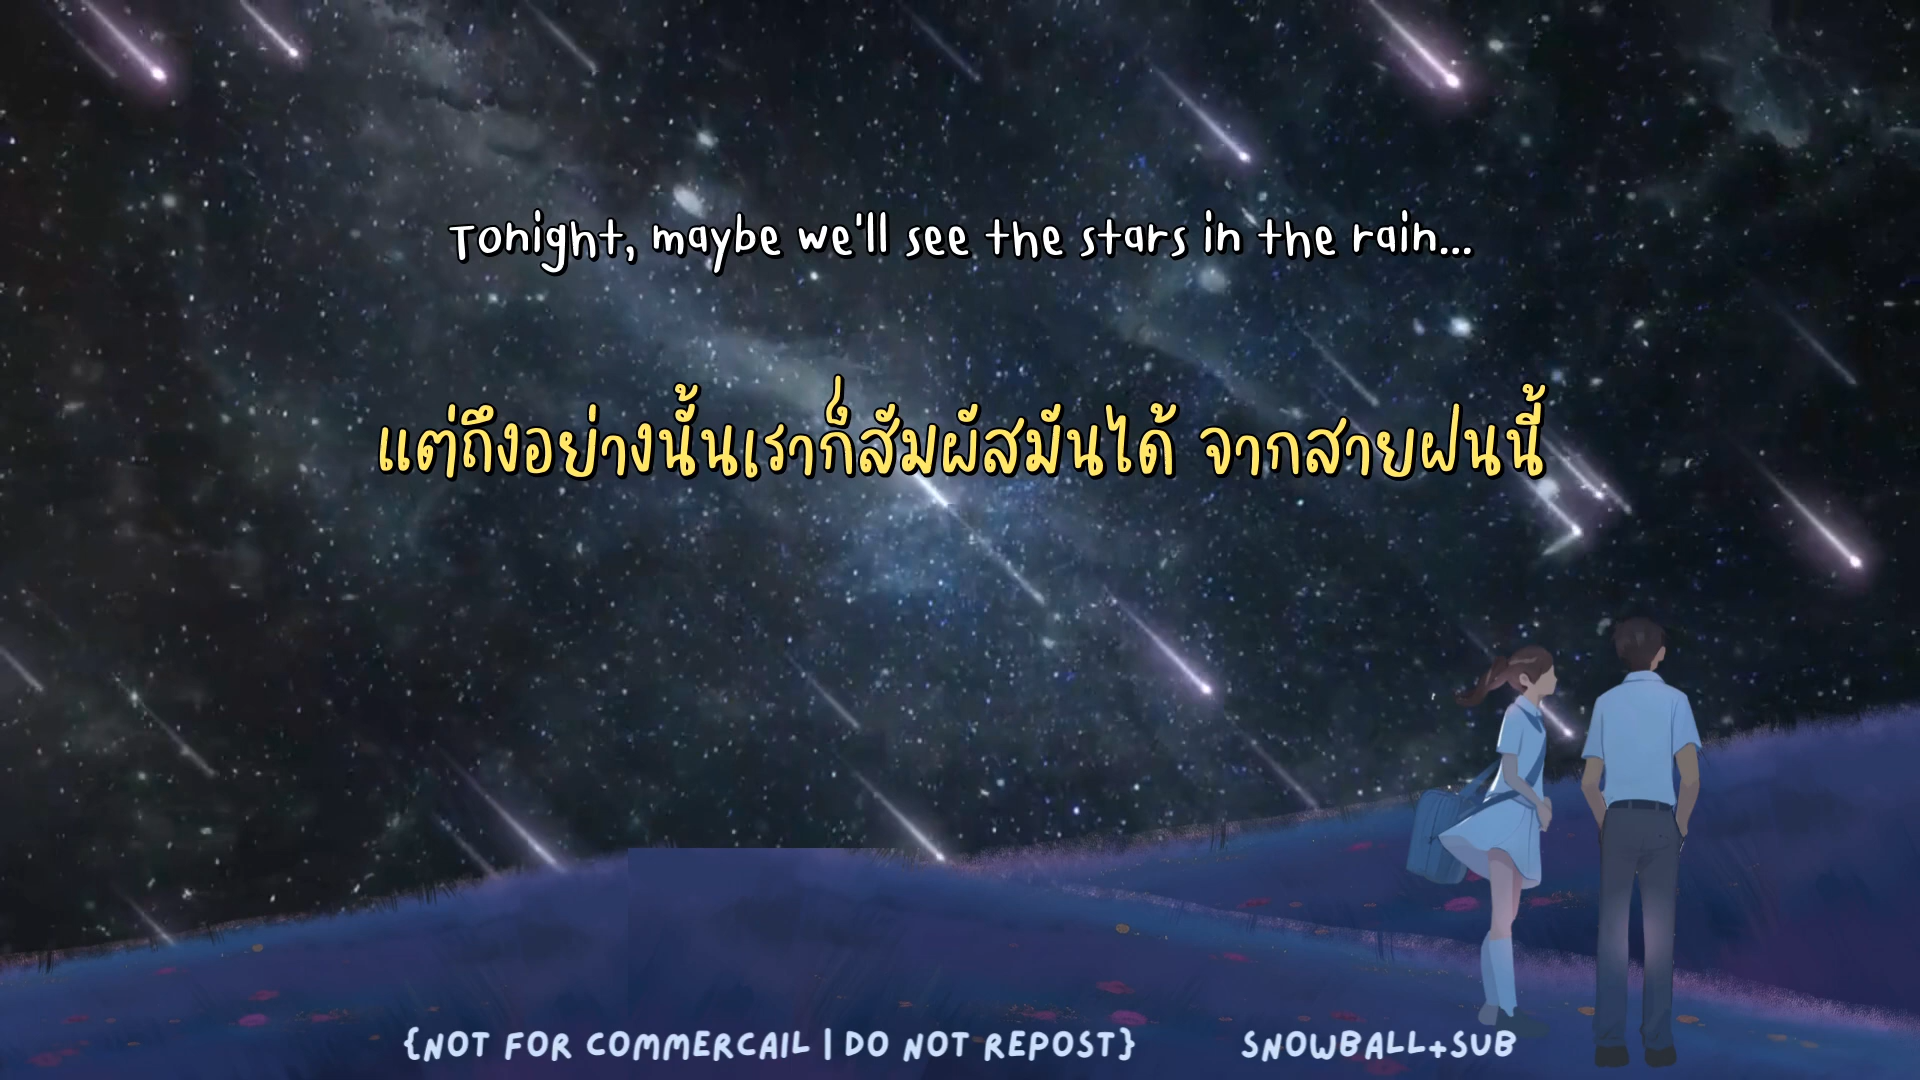 Tonight, maybe we'll see the stars in the rain...
แต่ถึงอย่างนั้นเราก็สัมผัสมันได้ จากสายฝนนี้
{NOT FOR COMMERCAIL | DO NOT REPOST} SNOWBALL+SUB